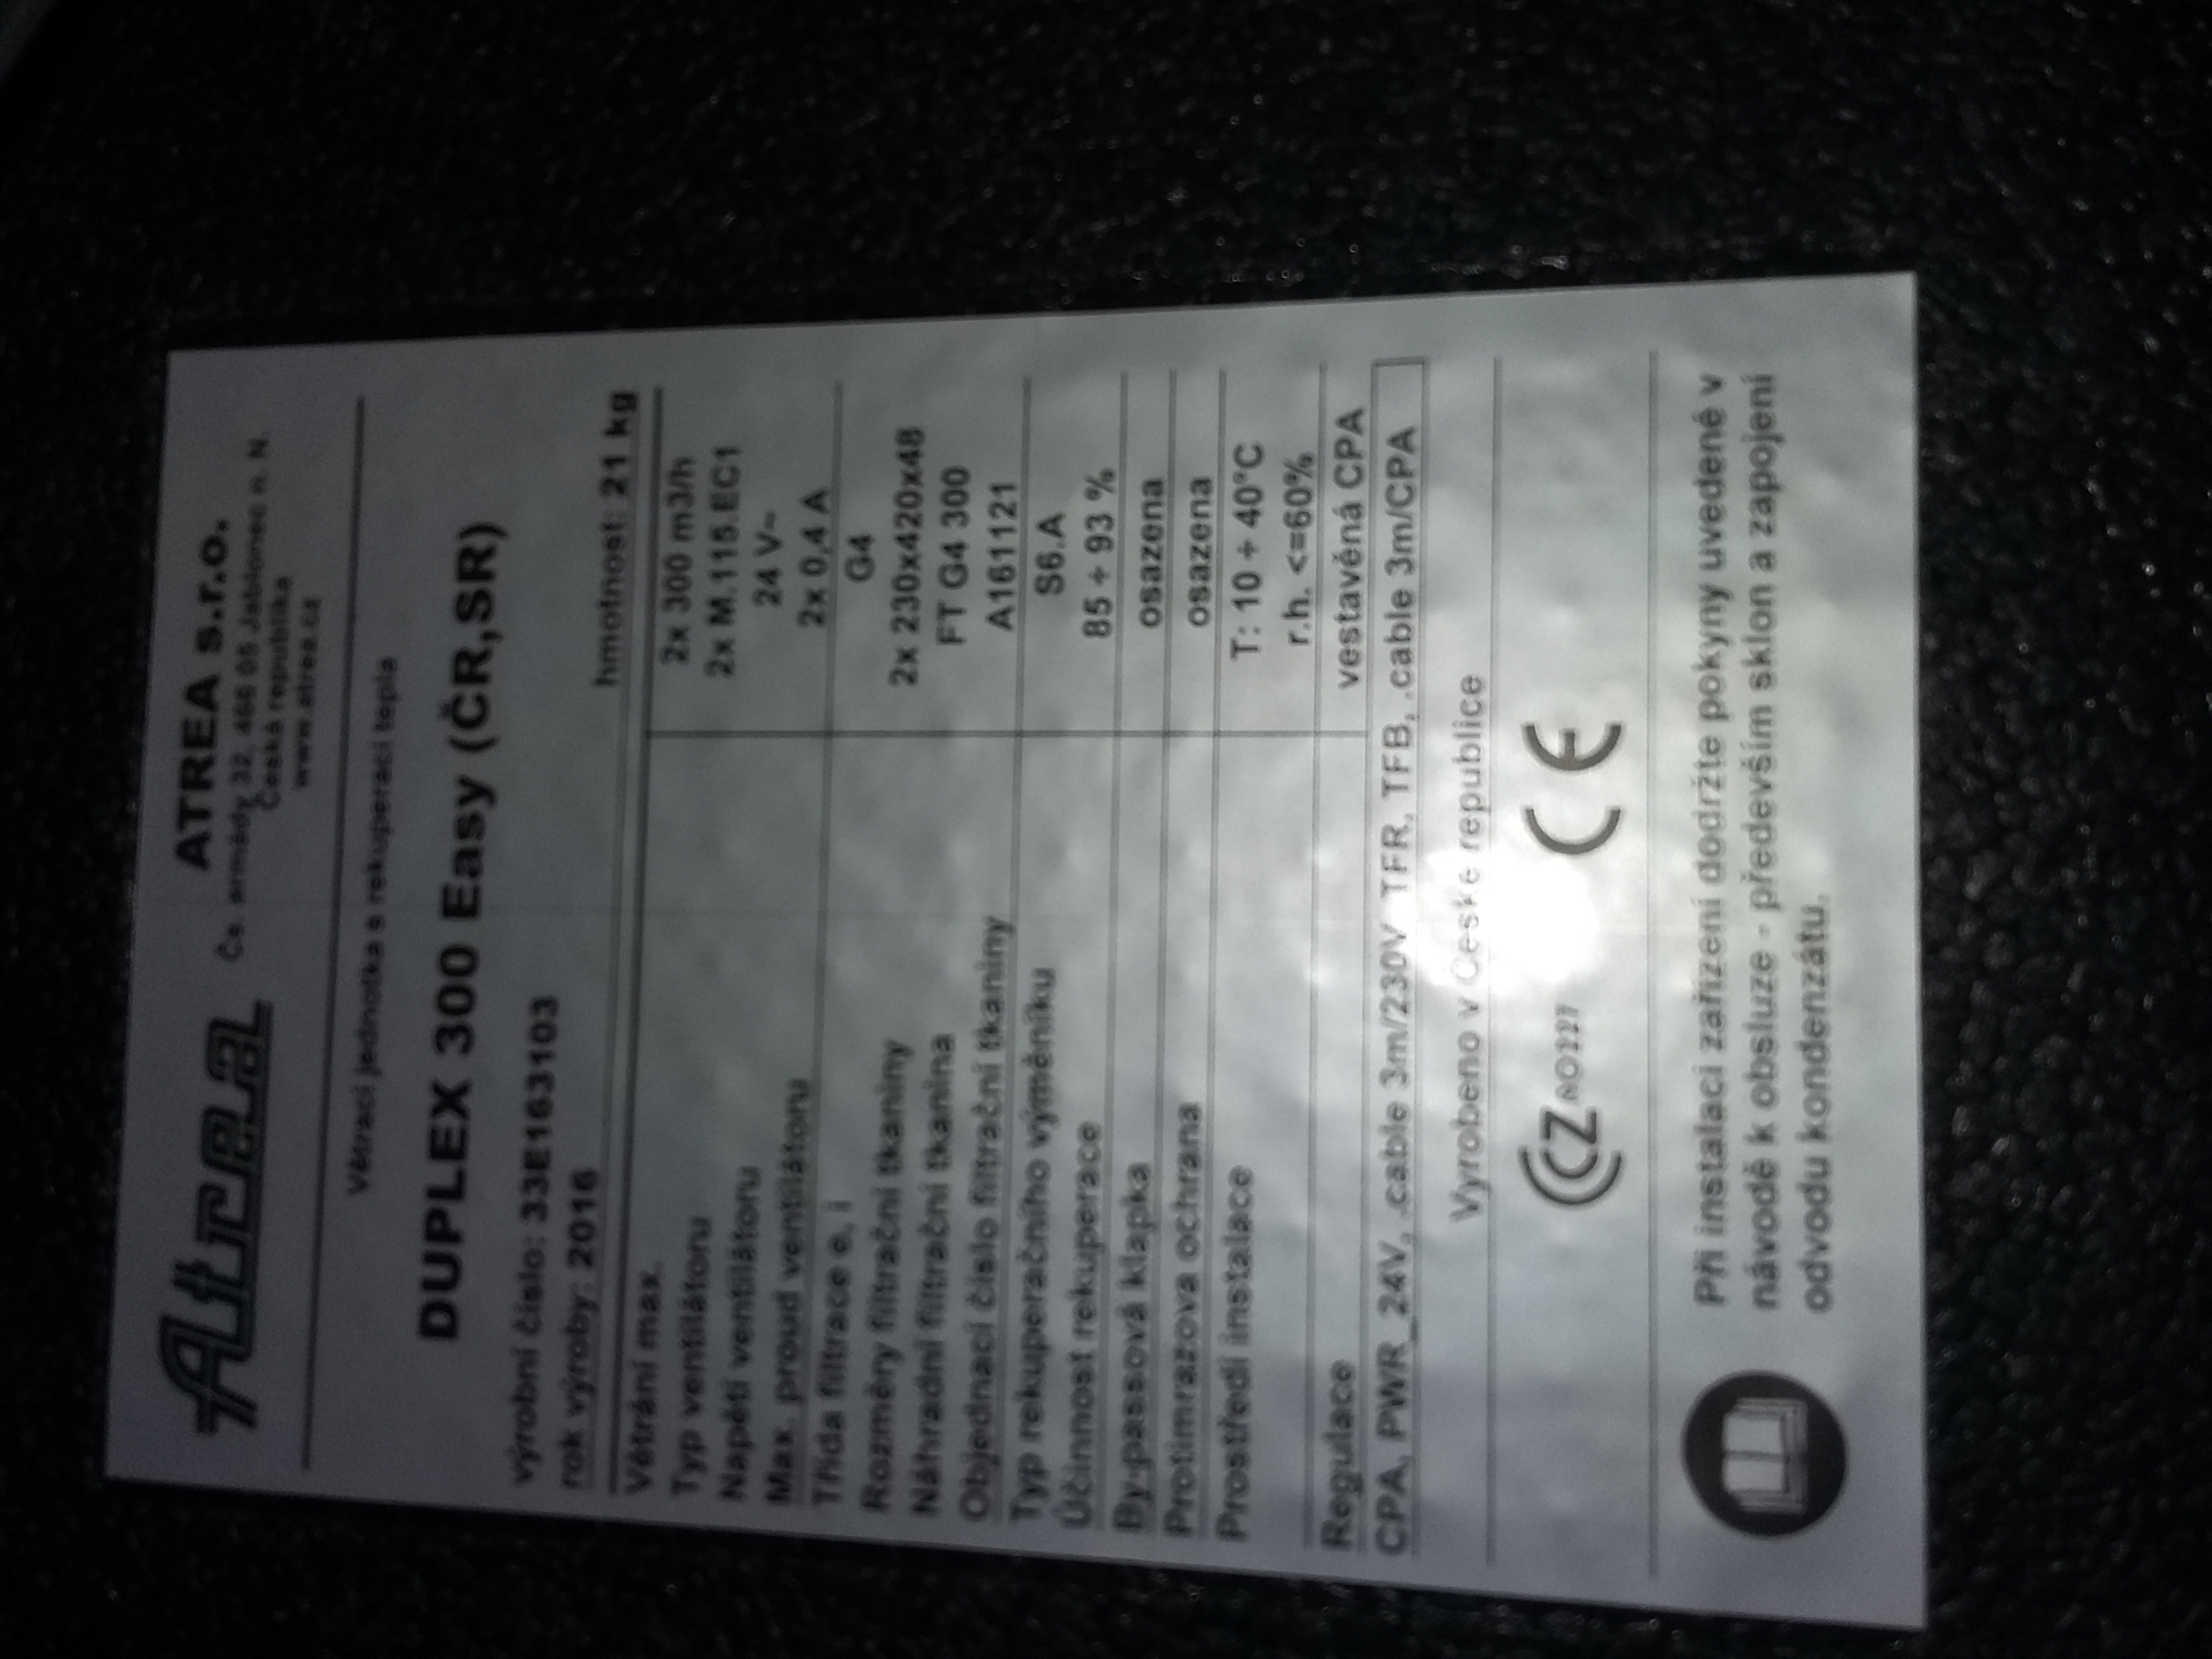 Atrea
ATREA s.r.o.
Čs. armády 32, 466 05 Jablonec n. N.
Česká republika
www.atrea.cz
Větrací jednotka s rekuperací tepla
DUPLEX 300 Easy (ČR,SR)
výrobní číslo: 33E163103
rok výroby: 2016 hmotnost: 21 kg
Větrání max. 2x 300 m3/h
Typ ventilátoru 2x M.115.EC1
Napětí ventilátoru 24 V~
Max. proud ventilátoru 2x 0,4 A
Třída filtrace e, i G4
Rozměry filtrační tkaniny 2x 230x420x48
Náhradní filtrační tkanina FT G4 300
Objednací číslo filtrační tkaniny A161121
Typ rekuperačního výměníku S6.A
Účinnost rekuperace 85 ÷ 93 %
By-passová klapka osazena
Protimrazova ochrana osazena
Prostředí instalace T: 10 ÷ 40°C
r.h. <=60%
Regulace vestavěná CPA
CPA, PWR_24V, .cable 3m/230V TFR, TFB, .cable 3m/CPA
Vyrobeno v České republice
CZ AO227 CE
Při instalaci zařízení dodržte pokyny uvedené v
návodě k obsluze - především sklon a zapojení
odvodu kondenzátu.